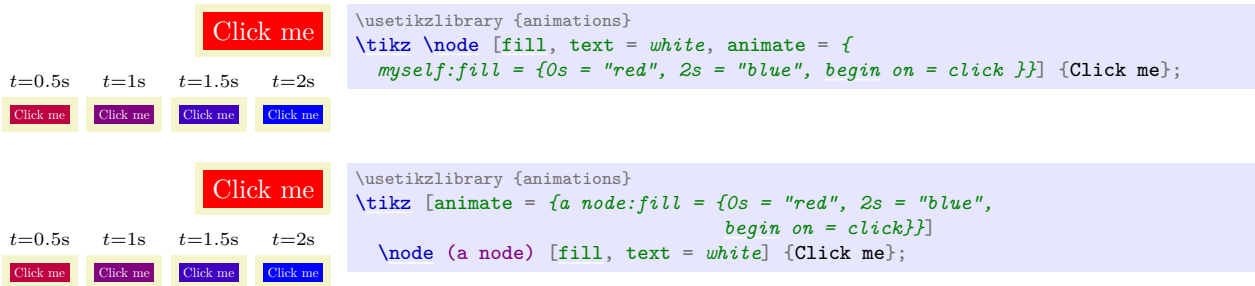 Click me
t=0.5s t=1s t=1.5s t=2s
Click me Click me Click me Click me
\usetikzlibrary {animations}
\tikz \node [fill, text = white, animate = {
myself:fill = {0s = "red", 2s = "blue", begin on = click }}] {Click me};
Click me
t=0.5s t=1s t=1.5s t=2s
Click me Click me Click me Click me
\usetikzlibrary {animations}
\tikz [animate = {a node:fill = {0s = "red", 2s = "blue",
begin on = click}}]
\node (a node) [fill, text = white] {Click me};